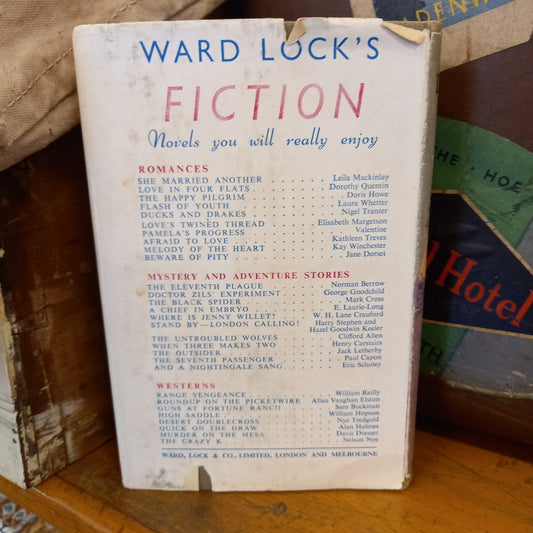 WARD LOCK'S
FICTION
Novels you will really enjoy
ROMANCES
SHE MARRIED ANOTHER . . . . . . . Leila Mackinlay
LOVE IN FOUR FLATS . . . . . . . Dorothy Quentin
THE HAPPY PILGRIM . . . . . . . Doris Howe
FLASH OF YOUTH . . . . . . . Laura Whetter
DUCKS AND DRAKES . . . . . . . Nigel Tranter
LOVE'S TWINED THREAD . . . . . . . Elisabeth Margetson
PAMELA'S PROGRESS . . . . . . . Valentine
AFRAID TO LOVE . . . . . . . Kathleen Treves
MELODY OF THE HEART . . . . . . . Kay Winchester
BEWARE OF PITY . . . . . . . Jane Dorset
MYSTERY AND ADVENTURE STORIES
THE ELEVENTH PLAGUE . . . . . . . Norman Berrow
DOCTOR ZILS' EXPERIMENT . . . . . . . George Goodchild
THE BLACK SPIDER . . . . . . . Mark Cross
A CHIEF IN EMBRYO . . . . . . . E. Laurie-Long
WHERE IS JENNY WILLET? . . . . . . . W. H. Lane Crauford
STAND BY—LONDON CALLING! . . . . Harry Stephen and
Hazel Goodwin Keeler
THE UNTROUBLED WOLVES . . . . . . . Clifford Allen
WHEN THREE MAKES TWO . . . . . . . Henry Carstairs
THE OUTSIDER . . . . . . . Jack Letherby
THE SEVENTH PASSENGER . . . . . . . Paul Capon
AND A NIGHTINGALE SANG . . . . . . . Eric Scholey
WESTERNS
RANGE VENGEANCE . . . . . . . William Reilly
ROUNDUP ON THE PICKETWIRE . . Allan Vaughan Elston
GUNS AT FORTUNE RANCH . . . . . . . Sam Buckman
HIGH SADDLE . . . . . . . William Hopson
DESERT DOUBLECROSS . . . . . . . Nye Tredgold
QUICK ON THE DRAW . . . . . . . Alan Holmes
MURDER ON THE MESA . . . . . . . Davis Dresser
THE CRAZY K . . . . . . . Nelson Nye
WARD, LOCK & CO., LIMITED, LONDON AND MELBOURNE
THE · HOE
Hotel
TH